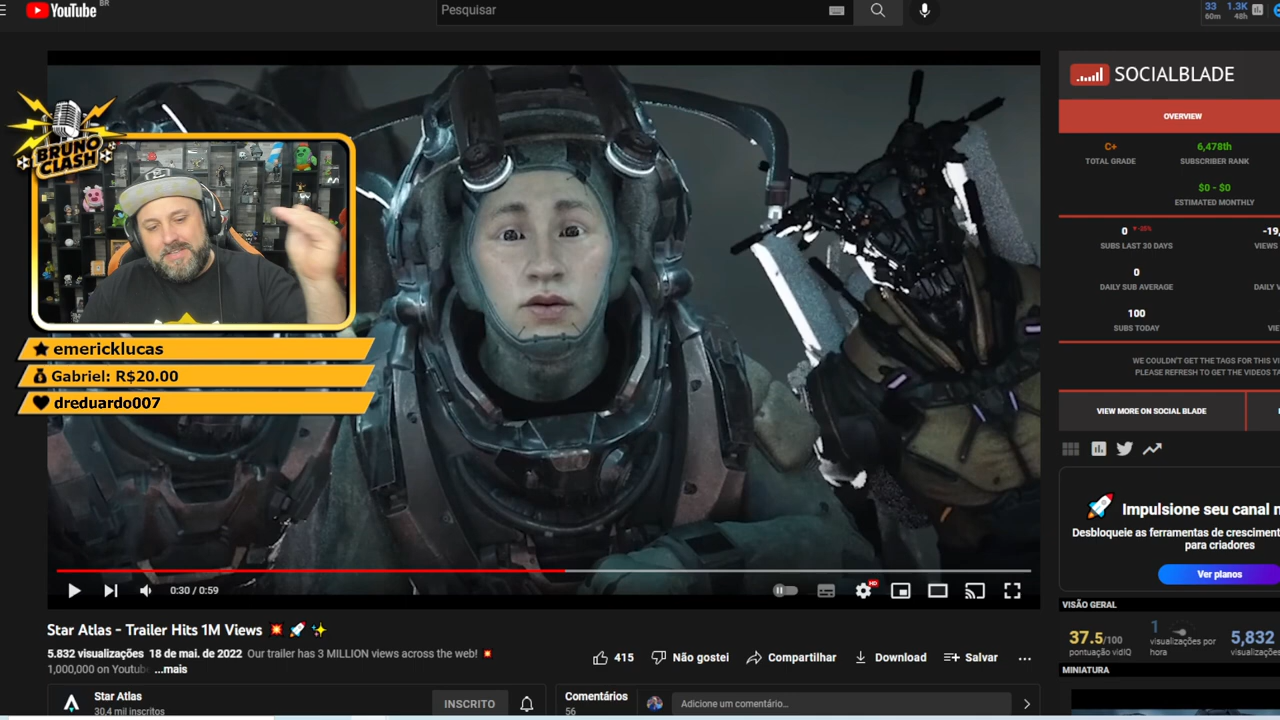 YouTube BR
Pesquisar
33
60m
1.3K
48h
SOCIALBLADE
OVERVIEW
C+
TOTAL GRADE
6,478th
SUBSCRIBER RANK
$0 - $0
ESTIMATED MONTHLY
0
SUBS LAST 30 DAYS
-19,
VIEWS
0
DAILY SUB AVERAGE
DAILY V
100
SUBS TODAY
VIE
WE COULDN'T GET THE TAGS FOR THIS VI
PLEASE REFRESH TO GET THE VIDEOS TA
VIEW MORE ON SOCIAL BLADE
BRUNO
CLASH
emericklucas
Gabriel: R$20.00
dreduardo007
Impulsione seu canal n
Desbloqueie as ferramentas de cresciment
para criadores
Ver planos
0:30 / 0:59
HD
Star Atlas - Trailer Hits 1M Views 💥 🚀 ✨
5.832 visualizações 18 de mai. de 2022 Our trailer has 3 MILLION views across the web! 💥
1,000,000 on Youtube ...mais
415
Não gostei
Compartilhar
Download
Salvar
Star Atlas
30,4 mil inscritos
INSCRITO
Comentários
56
Adicione um comentário...
VISÃO GERAL
37.5/100
pontuação vidIQ
1
visualizações por
hora
5,832
visualizações
MINIATURA